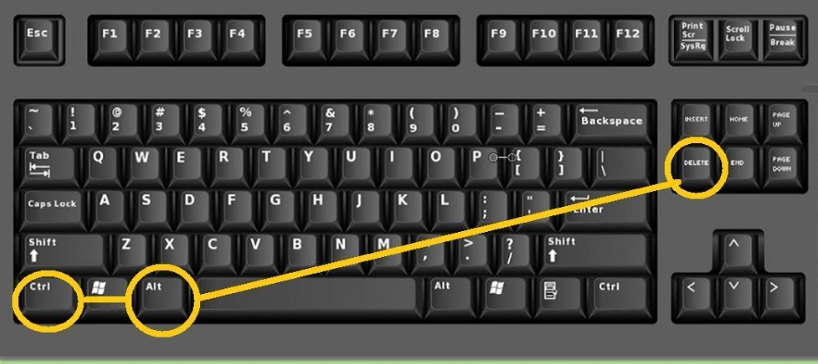 Esc F1 F2 F3 F4 F5 F6 F7 F8 F9 F10 F11 F12 Print Scr SysRq Scroll Lock Pause Break
~ ` ! 1 @ 2 # 3 $ 4 % 5 ^ 6 & 7 * 8 ( 9 ) 0 _ - + = Backspace INSERT HOME PAGE UP
Tab Q W E R T Y U I O P { [ } ] | \ DELETE END PAGE DOWN
Caps Lock A S D F G H J K L : ; " ' Enter
Shift Z X C V B N M , > . ? / Shift
Ctrl Alt Alt Ctrl